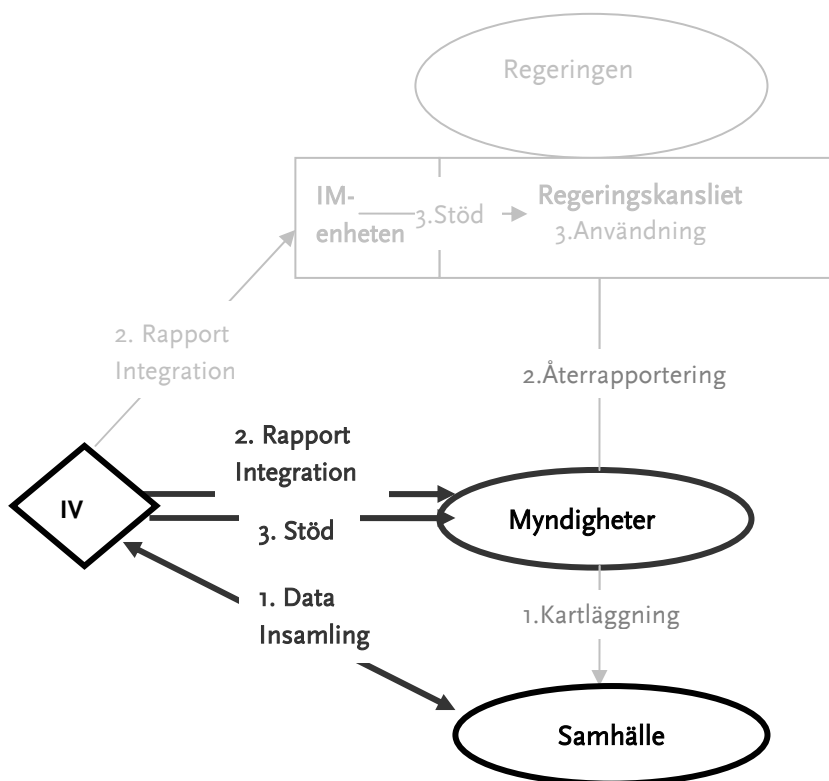 Regeringen
IM-
enheten
3.Stöd
Regeringskansliet
3.Användning
2. Rapport
Integration
2.Återrapportering
2. Rapport
Integration
IV
3. Stöd
Myndigheter
1. Data
Insamling
1.Kartläggning
Samhälle